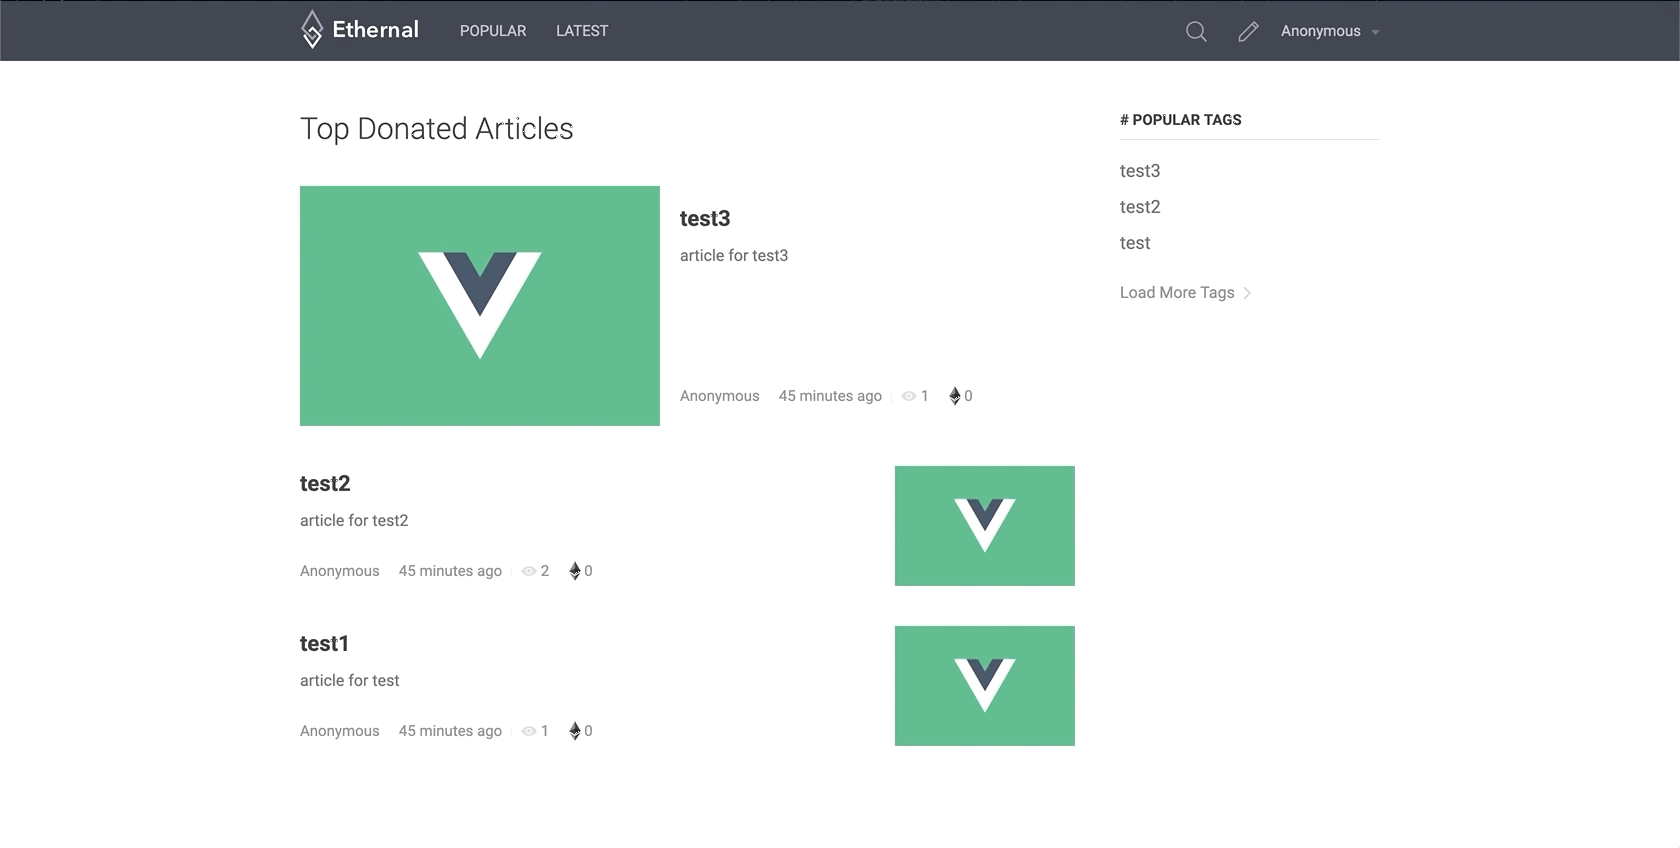 Ethernal POPULAR LATEST Anonymous
Top Donated Articles
test3
article for test3
Anonymous 45 minutes ago 1 0
test2
article for test2
Anonymous 45 minutes ago 2 0
test1
article for test
Anonymous 45 minutes ago 1 0
# POPULAR TAGS
test3
test2
test
Load More Tags